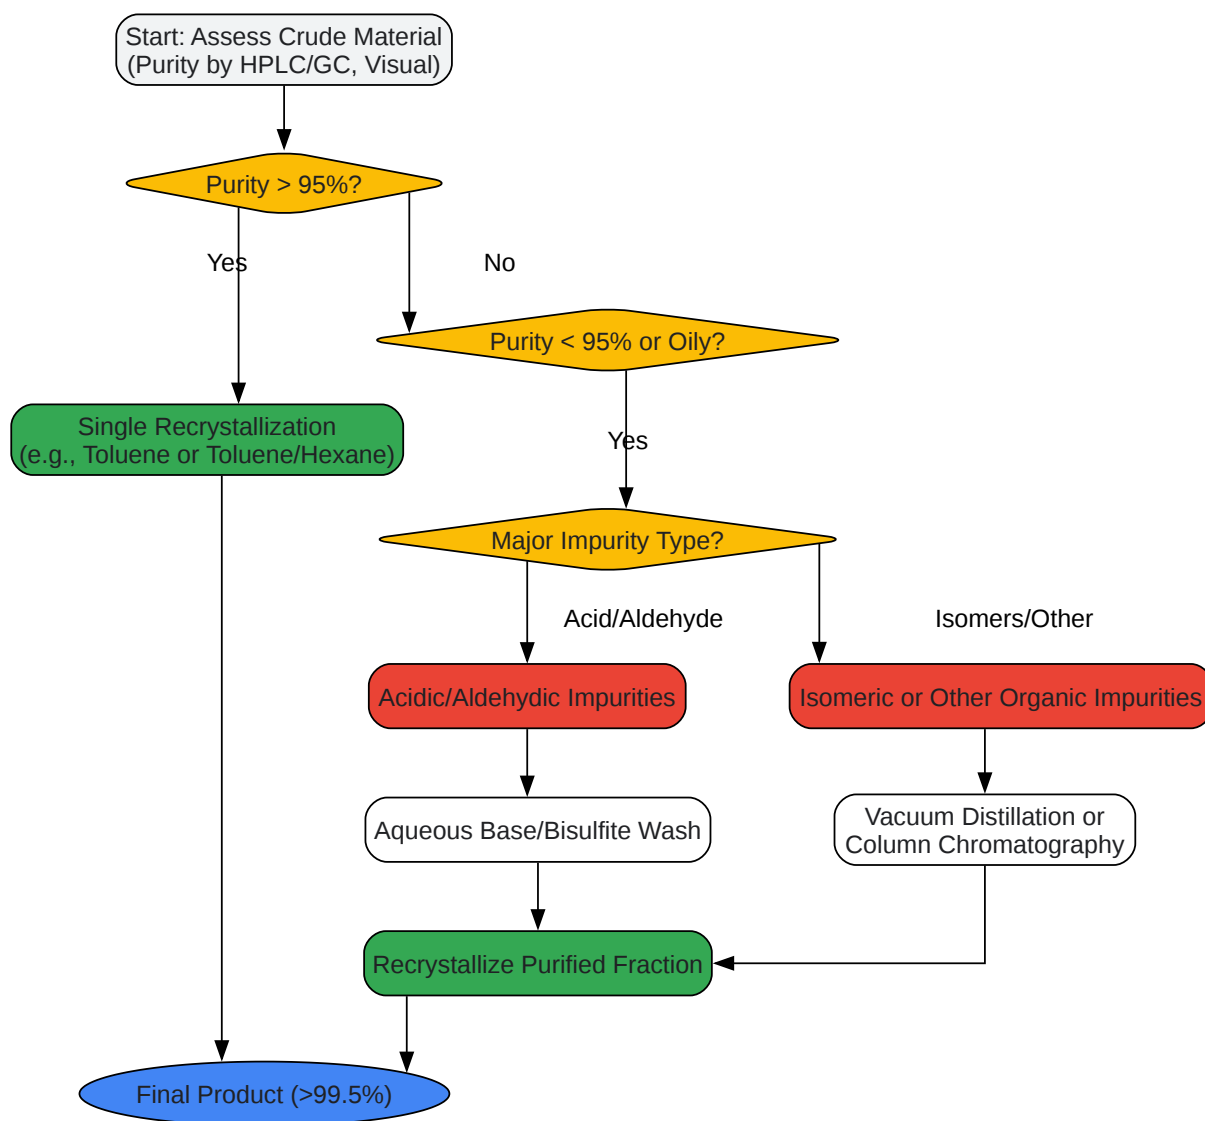 Start: Assess Crude Material
(Purity by HPLC/GC, Visual)
Purity > 95%?
Yes
No
Purity < 95% or Oily?
Single Recrystallization
(e.g., Toluene or Toluene/Hexane)
Yes
Major Impurity Type?
Acid/Aldehyde
Isomers/Other
Acidic/Aldehydic Impurities
Isomeric or Other Organic Impurities
Aqueous Base/Bisulfite Wash
Vacuum Distillation or
Column Chromatography
Recrystallize Purified Fraction
Final Product (>99.5%)